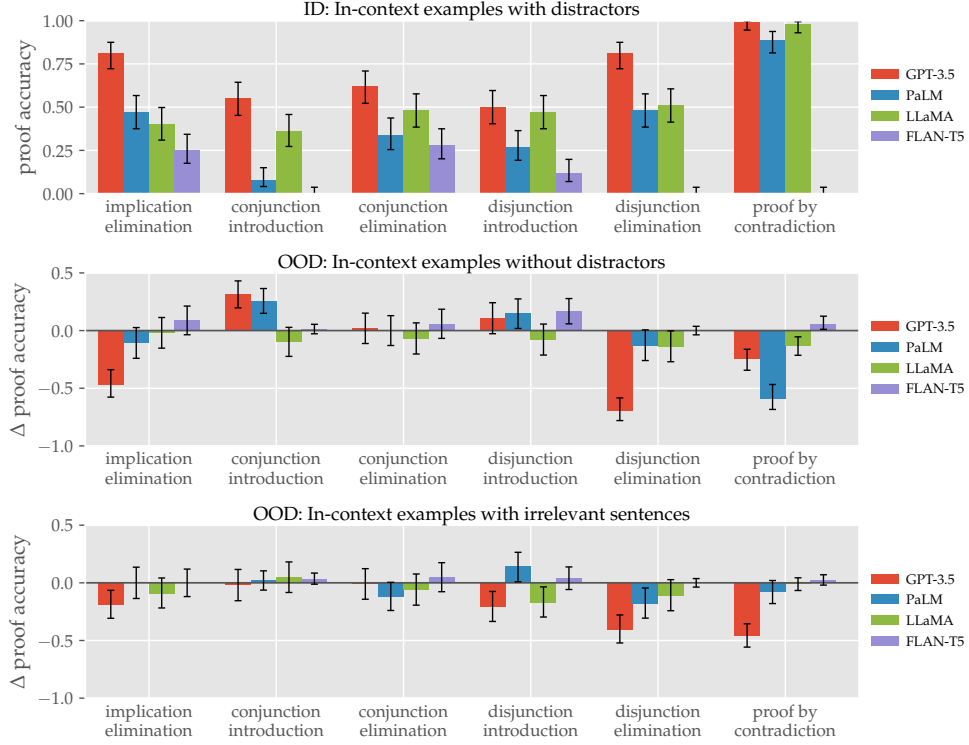 ID: In-context examples with distractors
proof accuracy
1.00
0.75
0.50
0.25
0.00
implication elimination
conjunction introduction
conjunction elimination
disjunction introduction
disjunction elimination
proof by contradiction
GPT-3.5
PaLM
LLaMA
FLAN-T5
OOD: In-context examples without distractors
Δ proof accuracy
0.5
0.0
−0.5
−1.0
implication elimination
conjunction introduction
conjunction elimination
disjunction introduction
disjunction elimination
proof by contradiction
GPT-3.5
PaLM
LLaMA
FLAN-T5
OOD: In-context examples with irrelevant sentences
Δ proof accuracy
0.5
0.0
−0.5
−1.0
implication elimination
conjunction introduction
conjunction elimination
disjunction introduction
disjunction elimination
proof by contradiction
GPT-3.5
PaLM
LLaMA
FLAN-T5